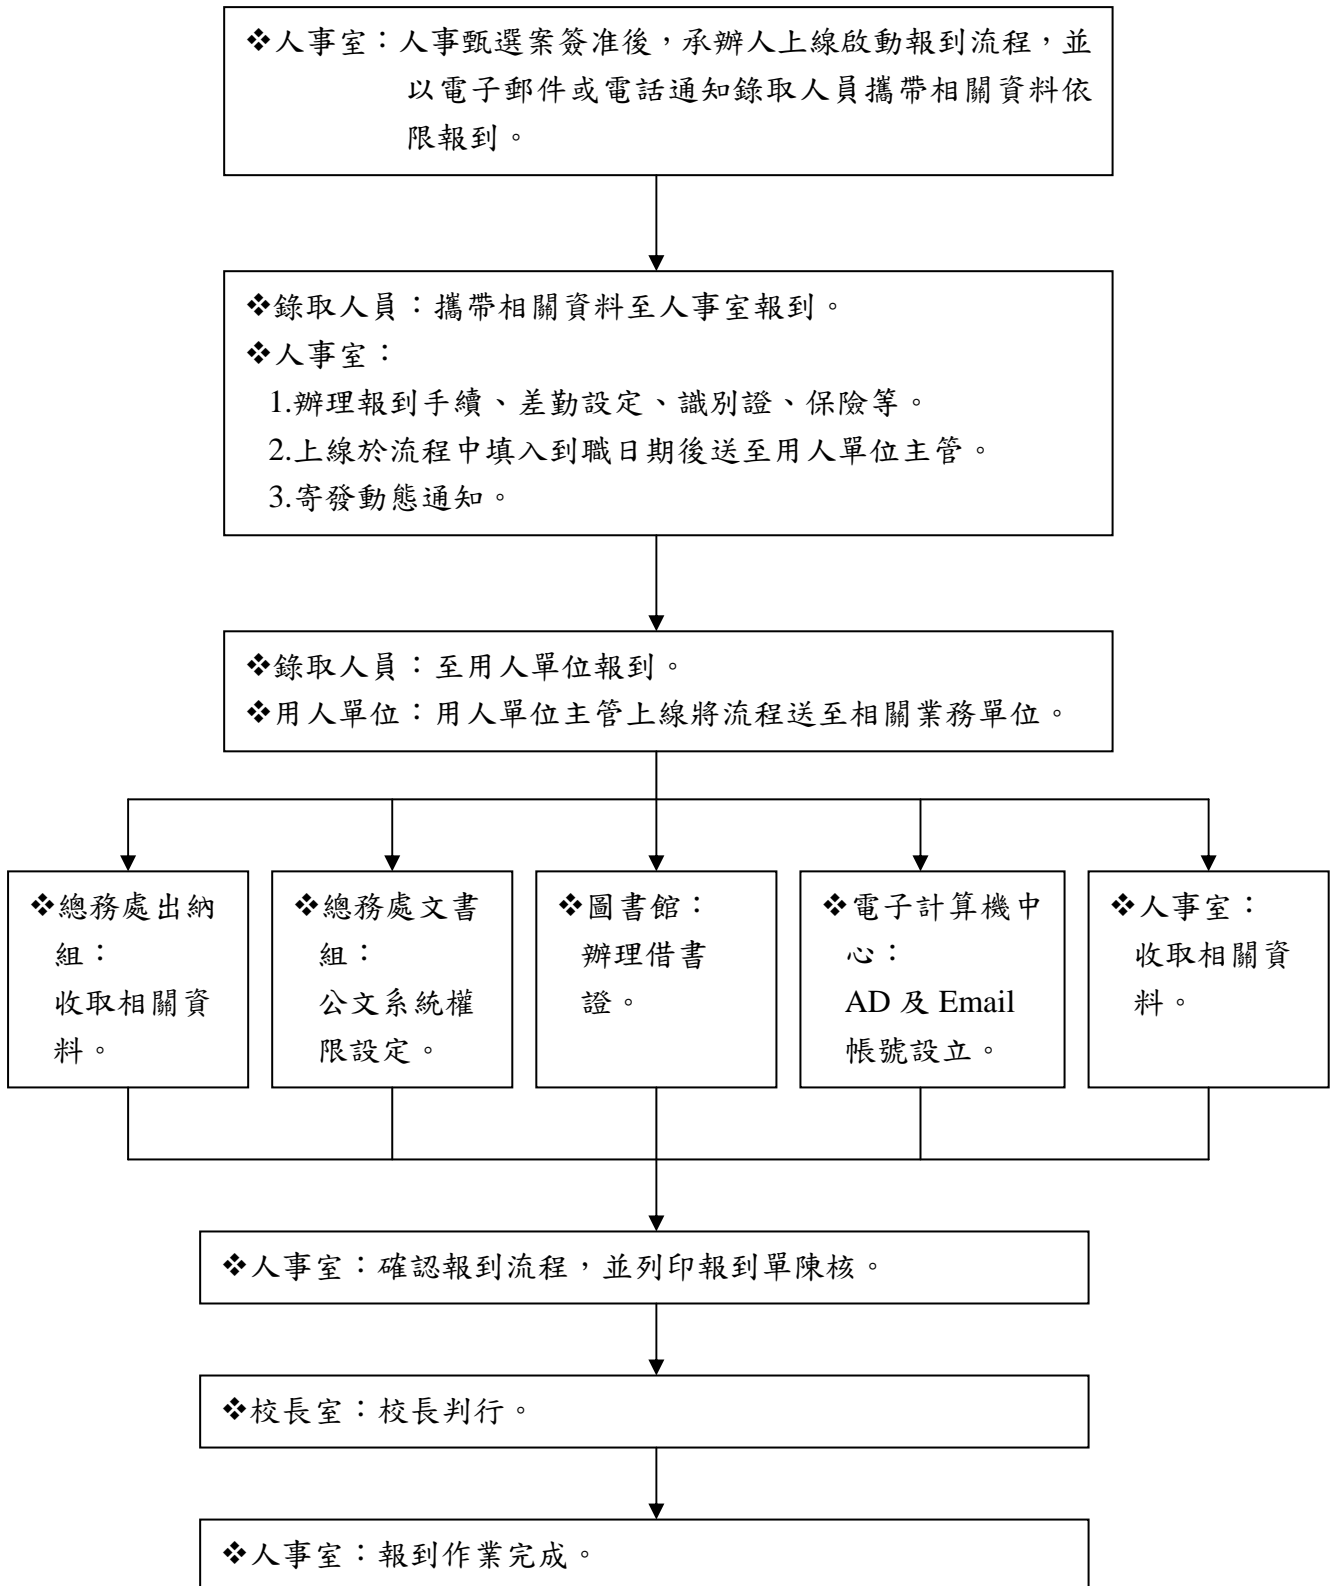 ❖人事室：人事甄選案簽准後，承辦人上線啟動報到流程，並
以電子郵件或電話通知錄取人員攜帶相關資料依
限報到。
❖錄取人員：攜帶相關資料至人事室報到。
❖人事室：
1.辦理報到手續、差勤設定、識別證、保險等。
2.上線於流程中填入到職日期後送至用人單位主管。
3.寄發動態通知。
❖錄取人員：至用人單位報到。
❖用人單位：用人單位主管上線將流程送至相關業務單位。
❖總務處出納
組：
收取相關資
料。
❖總務處文書
組：
公文系統權
限設定。
❖圖書館：
辦理借書
證。
❖電子計算機中
心：
AD 及 Email
帳號設立。
❖人事室：
收取相關資
料。
❖人事室：確認報到流程，並列印報到單陳核。
❖校長室：校長判行。
❖人事室：報到作業完成。